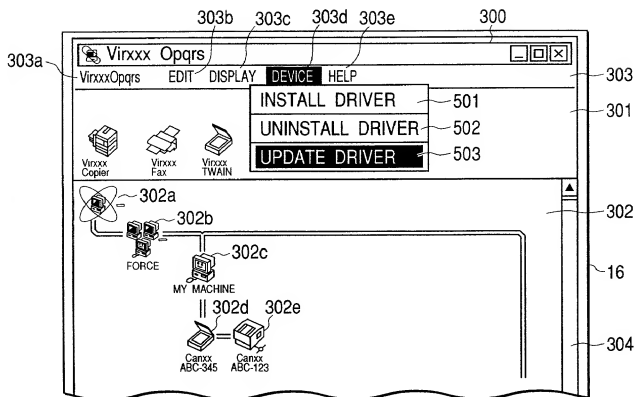 303b 303c 303d 303e 300
303a
Virxxx Opqrs
VirxxxOpqrs EDIT DISPLAY DEVICE HELP
303
301
INSTALL DRIVER 501
UNINSTALL DRIVER 502
UPDATE DRIVER 503
Virxxx
Copier
Virxxx
Fax
Virxxx
TWAIN
302a
302b
302
FORCE
302c
16
MY MACHINE
302d 302e
304
Canxx
ABC-345
Canxx
ABC-123